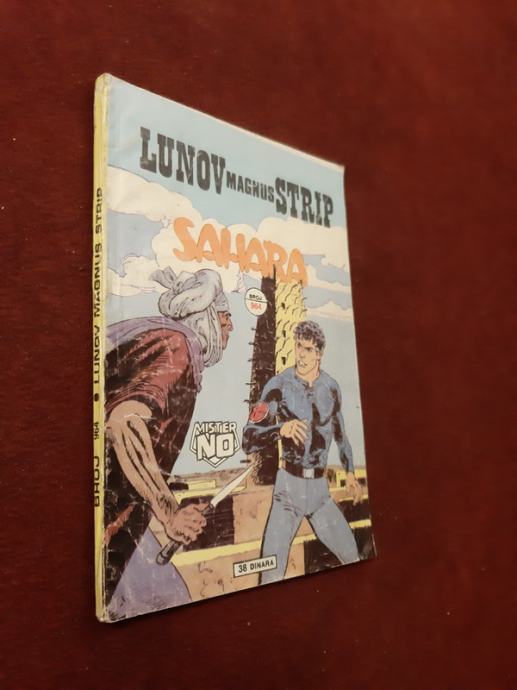 LUNOV MAGNUS STRIP
SAHARA
BROJ
964
MISTER
NO
38 DINARA
BROJ 964 • LUNOV MAGNUS STRIP